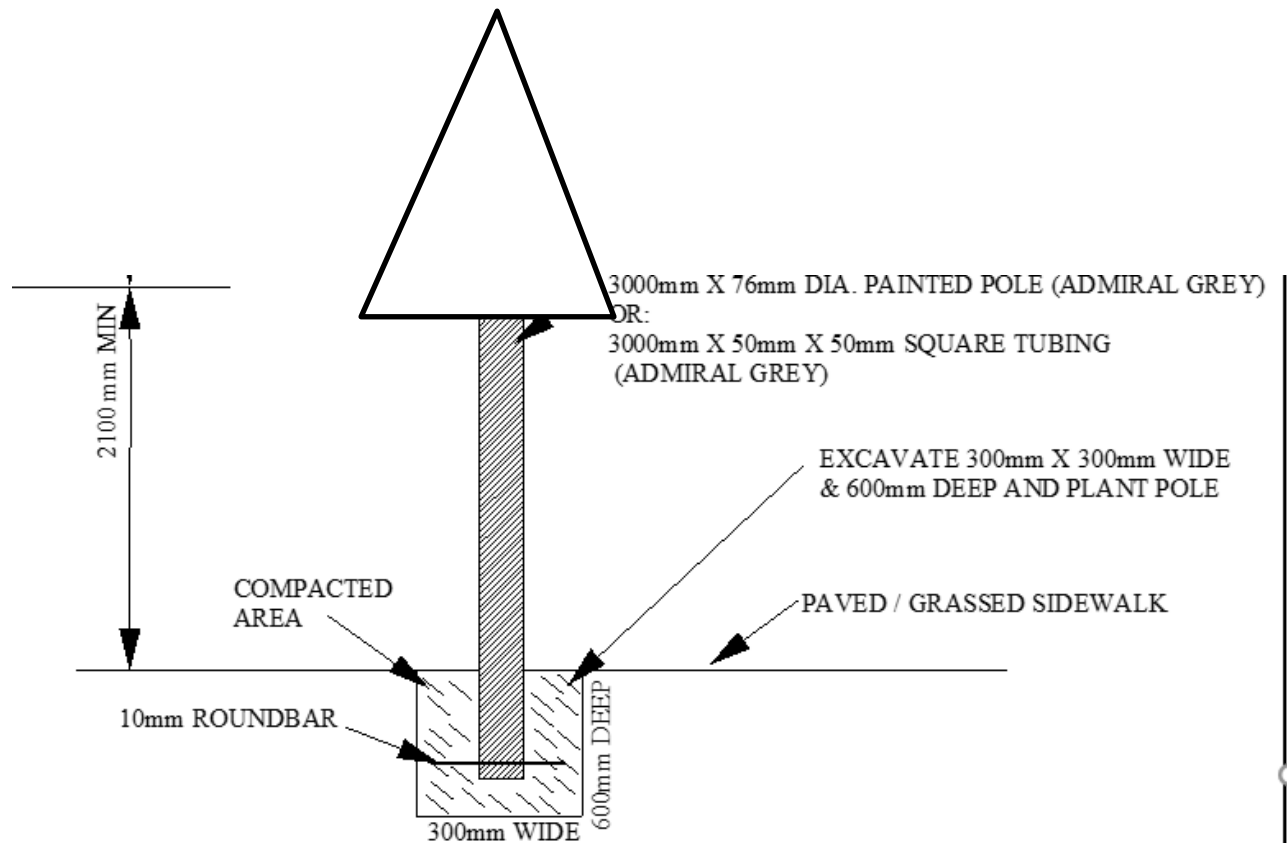 3000mm X 76mm DIA. PAINTED POLE (ADMIRAL GREY)
OR:
3000mm X 50mm X 50mm SQUARE TUBING
(ADMIRAL GREY)
2100 mm MIN
EXCAVATE 300mm X 300mm WIDE
& 600mm DEEP AND PLANT POLE
COMPACTED
AREA
PAVED / GRASSED SIDEWALK
10mm ROUNDBAR
600mm DEEP
300mm WIDE